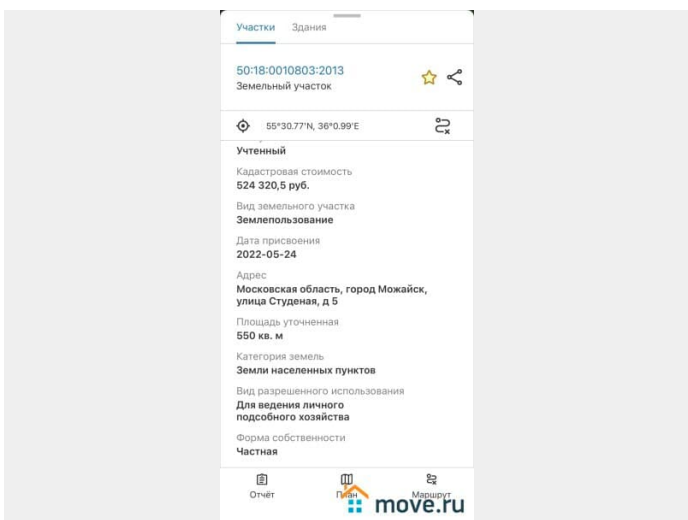 Участки Здания
50:18:0010803:2013
Земельный участок
55°30.77'N, 36°0.99'E
Учтенный
Кадастровая стоимость
524 320,5 руб.
Вид земельного участка
Землепользование
Дата присвоения
2022-05-24
Адрес
Московская область, город Можайск,
улица Студеная, д 5
Площадь уточненная
550 кв. м
Категория земель
Земли населенных пунктов
Вид разрешенного использования
Для ведения личного
подсобного хозяйства
Форма собственности
Частная
Отчёт План Маршрут
move.ru